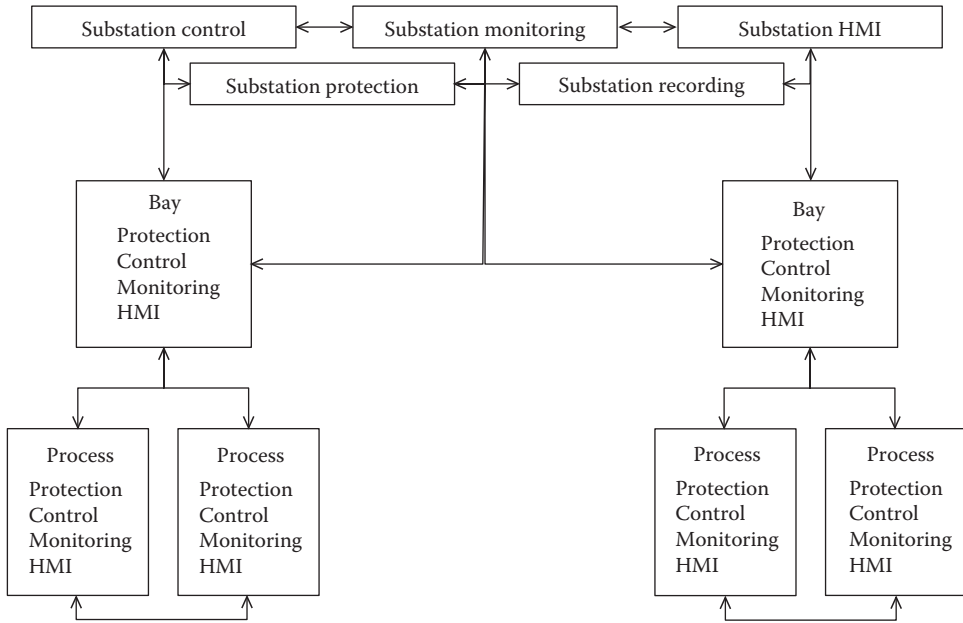 Substation control
Substation monitoring
Substation HMI
Substation protection
Substation recording
Bay
Protection
Control
Monitoring
HMI
Bay
Protection
Control
Monitoring
HMI
Process
Protection
Control
Monitoring
HMI
Process
Protection
Control
Monitoring
HMI
Process
Protection
Control
Monitoring
HMI
Process
Protection
Control
Monitoring
HMI